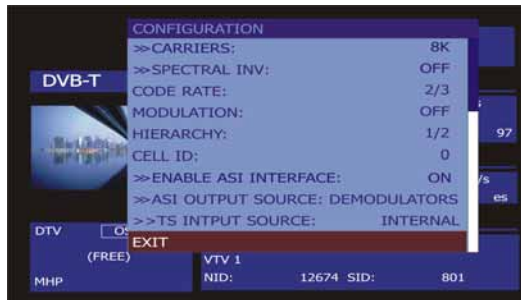 CONFIGURATION
>>CARRIERS: 8K
>>SPECTRAL INV: OFF
CODE RATE: 2/3
MODULATION: OFF
HIERARCHY: 1/2
CELL ID: 0
>>ENABLE ASI INTERFACE: ON
>>ASI OUTPUT SOURCE: DEMODULATORS
>>TS INTPUT SOURCE: INTERNAL
EXIT
DVB-T
97
/s
es
DTV
(FREE)
MHP
VTV 1
NID: 12674 SID: 801